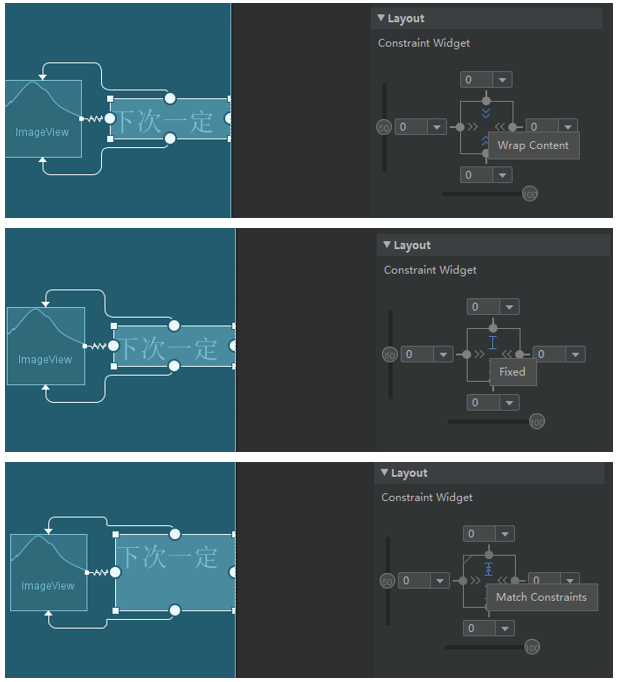 Layout
Constraint Widget
0
下次一定
50
0
0
ImageView
Wrap Content
0
100
Layout
Constraint Widget
0
下次一定
50
0
0
ImageView
Fixed
0
100
Layout
Constraint Widget
0
下次一定
50
0
0
ImageView
Match Constraints
0
100